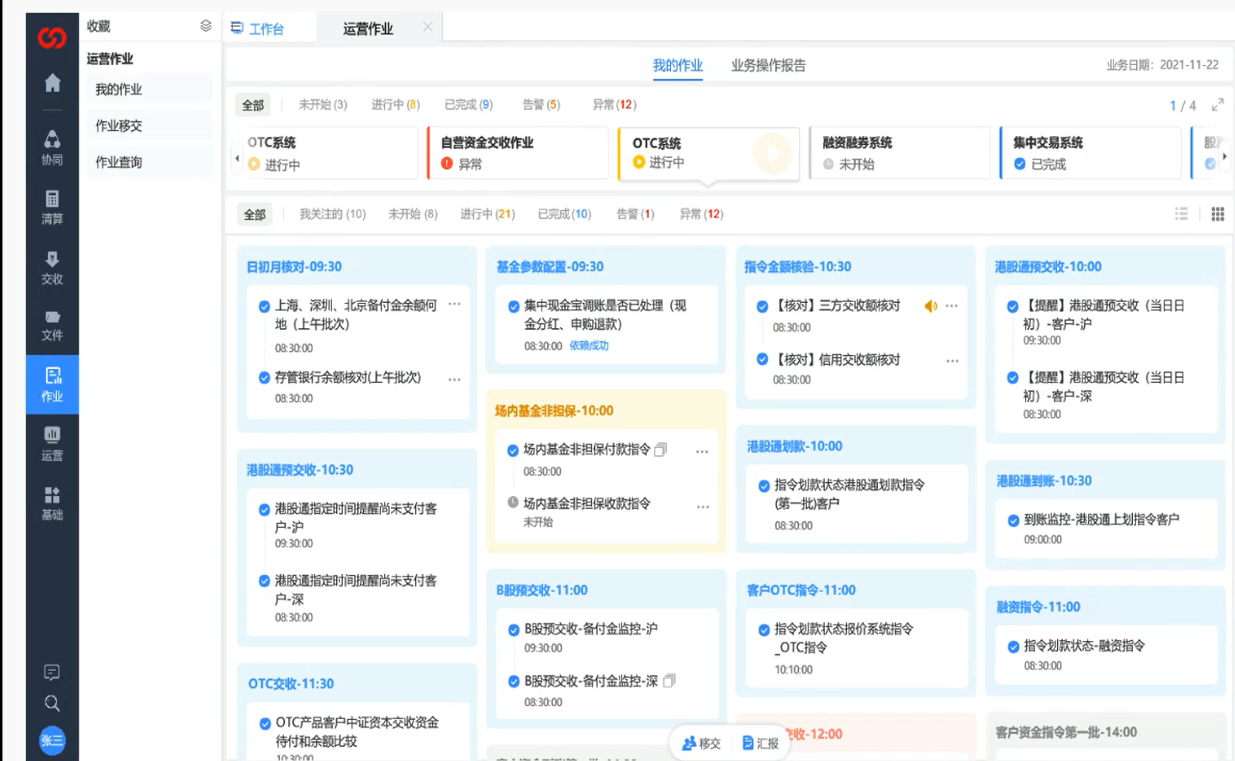 收藏
工作台
运营作业
运营作业
我的作业
作业移交
作业查询
协同
清算
交收
文件
作业
运营
基础
张三
我的作业
业务操作报告
业务日期：2021-11-22
全部
未开始 (3)
进行中 (8)
已完成 (9)
告警 (5)
异常 (12)
1 / 4
OTC系统
进行中
自营资金交收作业
异常
OTC系统
进行中
融资融券系统
未开始
集中交易系统
已完成
全部
我关注的 (10)
未开始 (8)
进行中 (21)
已完成 (10)
告警 (1)
异常 (12)
日初月核对-09:30
上海、深圳、北京备付金余额何
地（上午批次）
08:30:00
存管银行余额核对(上午批次)
08:30:00
港股通预交收-10:30
港股通指定时间提醒尚未支付客
户-沪
09:30:00
港股通指定时间提醒尚未支付客
户-深
08:30:00
OTC交收-11:30
OTC产品客户中证资本交收资金
待付和余额比较
10:30:00
基金参数配置-09:30
集中现金宝调账是否已处理（现
金分红、申购退款）
08:30:00 依赖成功
场内基金非担保-10:00
场内基金非担保付款指令
08:30:00
场内基金非担保收款指令
未开始
B股预交收-11:00
B股预交收-备付金监控-沪
09:30:00
B股预交收-备付金监控-深
08:30:00
指令金额核验-10:30
【核对】三方交收额核对
08:30:00
【核对】信用交收额核对
08:30:00
港股通划款-10:00
指令划款状态港股通划款指令
(第一批)客户
08:30:00
客户OTC指令-11:00
指令划款状态报价系统指令
_OTC指令
10:10:00
交收-12:00
港股通预交收-10:00
【提醒】港股通预交收（当日日
初）-客户-沪
09:30:00
【提醒】港股通预交收（当日日
初）-客户-深
08:30:00
港股通到账-10:30
到账监控-港股通上划指令客户
09:00:00
融资指令-11:00
指令划款状态-融资指令
08:30:00
客户资金指令第一批-14:00
移交
汇报